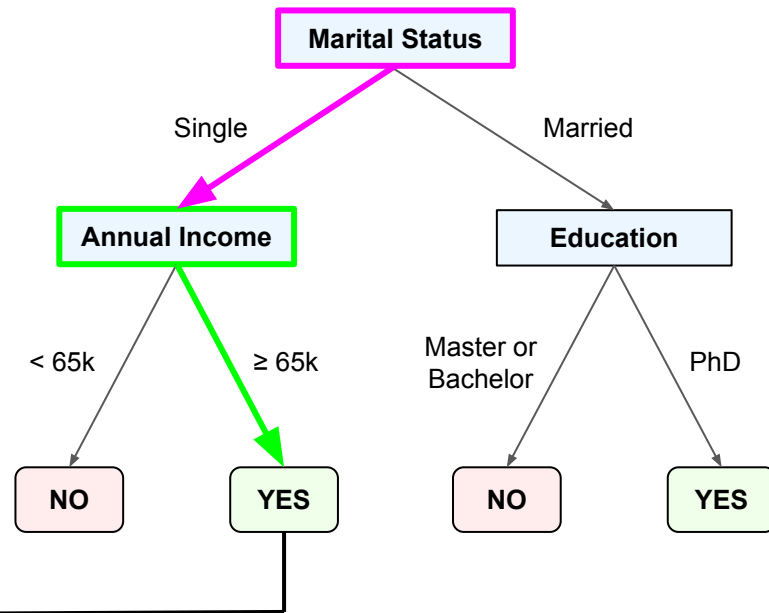 Marital Status
Single
Married
Annual Income
Education
< 65k
≥ 65k
Master or
Bachelor
PhD
NO
YES
NO
YES